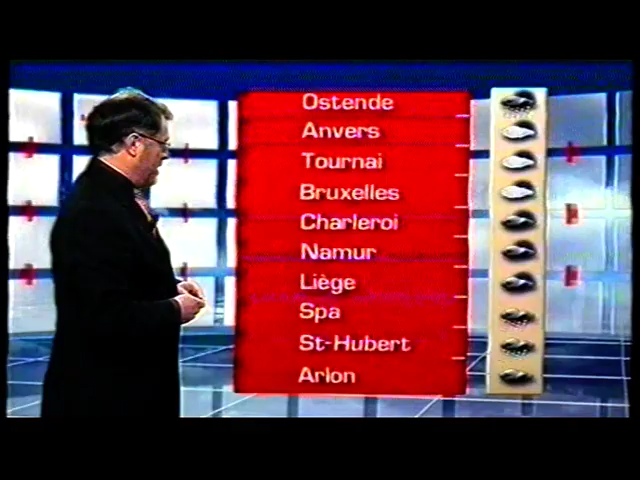 Ostende
Anvers
Tournai
Bruxelles
Charleroi
Namur
Liège
Spa
St-Hubert
Arlon